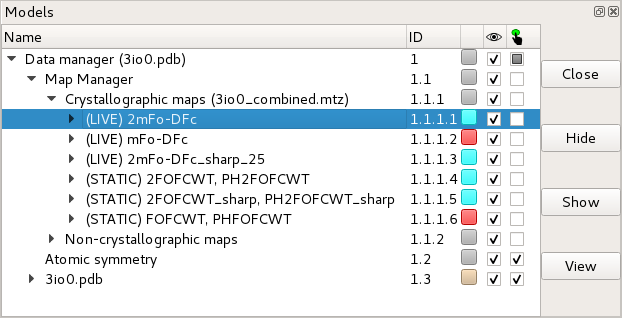 Models
Name ID
Data manager (3io0.pdb) 1
Map Manager 1.1
Crystallographic maps (3io0_combined.mtz) 1.1.1
(LIVE) 2mFo-DFc 1.1.1.1
(LIVE) mFo-DFc 1.1.1.2
(LIVE) 2mFo-DFc_sharp_25 1.1.1.3
(STATIC) 2FOFCWT, PH2FOFCWT 1.1.1.4
(STATIC) 2FOFCWT_sharp, PH2FOFCWT_sharp 1.1.1.5
(STATIC) FOFCWT, PHFOFCWT 1.1.1.6
Non-crystallographic maps 1.1.2
Atomic symmetry 1.2
3io0.pdb 1.3
Close
Hide
Show
View